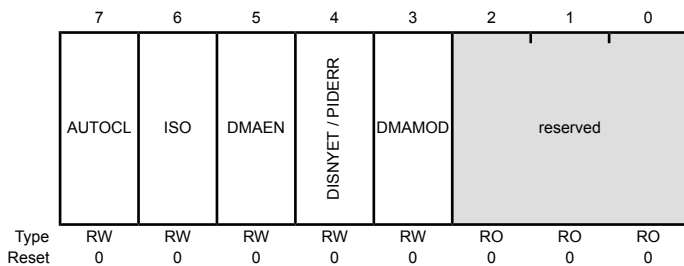 7 6 5 4 3 2 1 0
AUTOCL ISO DMAEN DISNYET / PIDERR DMAMOD reserved
Type RW RW RW RW RW RO RO RO
Reset 0 0 0 0 0 0 0 0